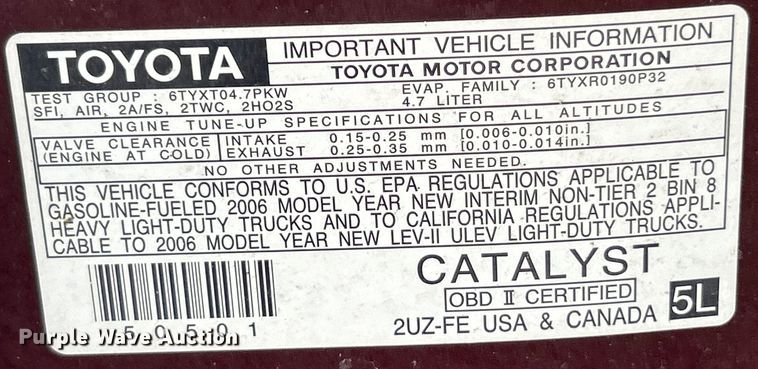 TOYOTA
IMPORTANT VEHICLE INFORMATION
TOYOTA MOTOR CORPORATION
TEST GROUP : 6TYXT04.7PKW
EVAP. FAMILY : 6TYXR0190P32
SFI, AIR, 2A/FS, 2TWC, 2HO2S
4.7 LITER
ENGINE TUNE-UP SPECIFICATIONS FOR ALL ALTITUDES
VALVE CLEARANCE
(ENGINE AT COLD)
INTAKE 0.15-0.25 mm [0.006-0.010in.]
EXHAUST 0.25-0.35 mm [0.010-0.014in.]
NO OTHER ADJUSTMENTS NEEDED.
THIS VEHICLE CONFORMS TO U.S. EPA REGULATIONS APPLICABLE TO
GASOLINE-FUELED 2006 MODEL YEAR NEW INTERIM NON-TIER 2 BIN 8
HEAVY LIGHT-DUTY TRUCKS AND TO CALIFORNIA REGULATIONS APPLI-
CABLE TO 2006 MODEL YEAR NEW LEV-II ULEV LIGHT-DUTY TRUCKS.
CATALYST
OBD II CERTIFIED
5L
50501
2UZ-FE USA & CANADA
Purple Wave Auction